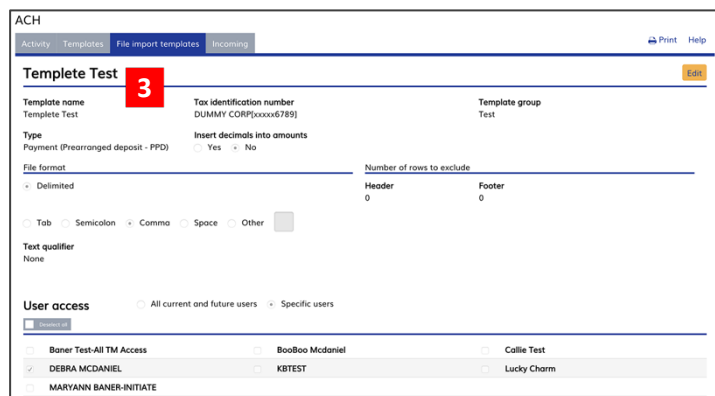 ACH
Activity Templates File import templates Incoming Print Help
Templete Test 3 Edit
Template name Tax identification number Template group
Templete Test DUMMY CORP[xxxxx6789] Test
Type Insert decimals into amounts
Payment (Prearranged deposit - PPD) Yes No
File format Number of rows to exclude
Delimited Header Footer
0 0
Tab Semicolon Comma Space Other
Text qualifier
None
User access All current and future users Specific users
Deselect all
Baner Test-All TM Access BooBoo Mcdaniel Callie Test
DEBRA MCDANIEL KBTEST Lucky Charm
MARYANN BANER-INITIATE